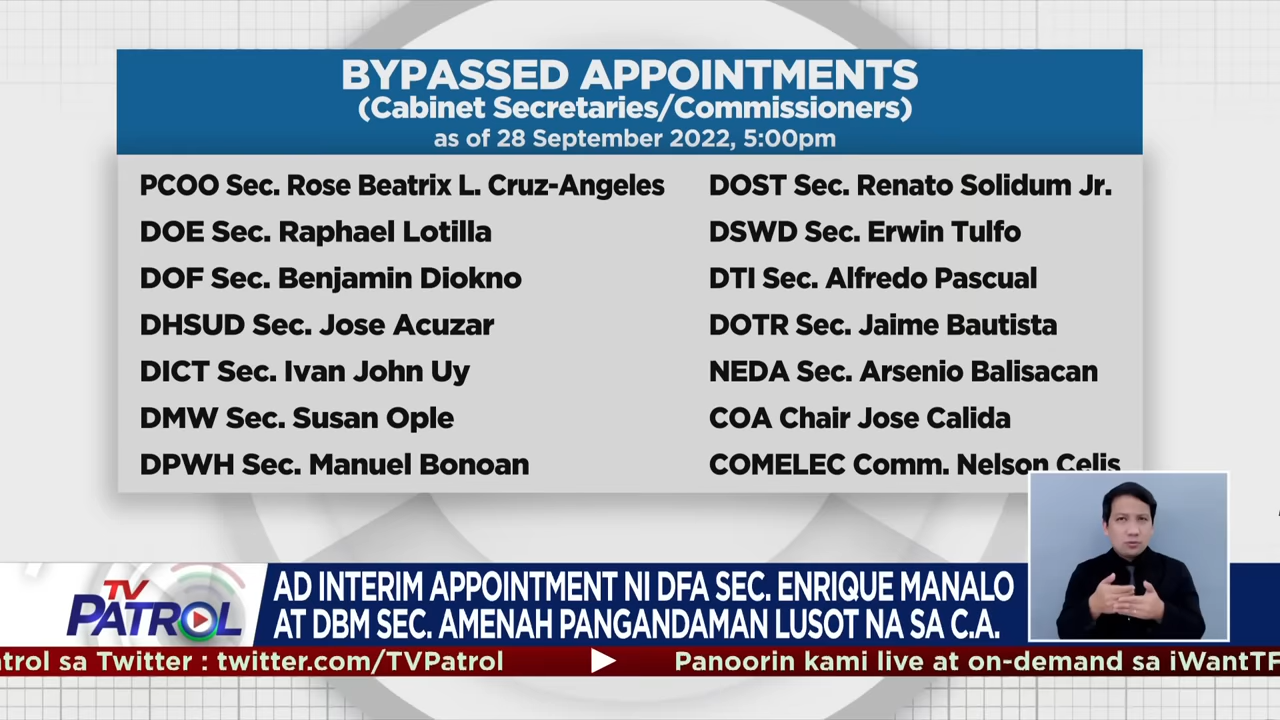 BYPASSED APPOINTMENTS
(Cabinet Secretaries/Commissioners)
as of 28 September 2022, 5:00pm
PCOO Sec. Rose Beatrix L. Cruz-Angeles
DOE Sec. Raphael Lotilla
DOF Sec. Benjamin Diokno
DHSUD Sec. Jose Acuzar
DICT Sec. Ivan John Uy
DMW Sec. Susan Ople
DPWH Sec. Manuel Bonoan
DOST Sec. Renato Solidum Jr.
DSWD Sec. Erwin Tulfo
DTI Sec. Alfredo Pascual
DOTR Sec. Jaime Bautista
NEDA Sec. Arsenio Balisacan
COA Chair Jose Calida
COMELEC Comm. Nelson Celis
TV
PATROL
AD INTERIM APPOINTMENT NI DFA SEC. ENRIQUE MANALO
AT DBM SEC. AMENAH PANGANDAMAN LUSOT NA SA C.A.
atrol sa Twitter : twitter.com/TVPatrol Panoorin kami live at on-demand sa iWantTF